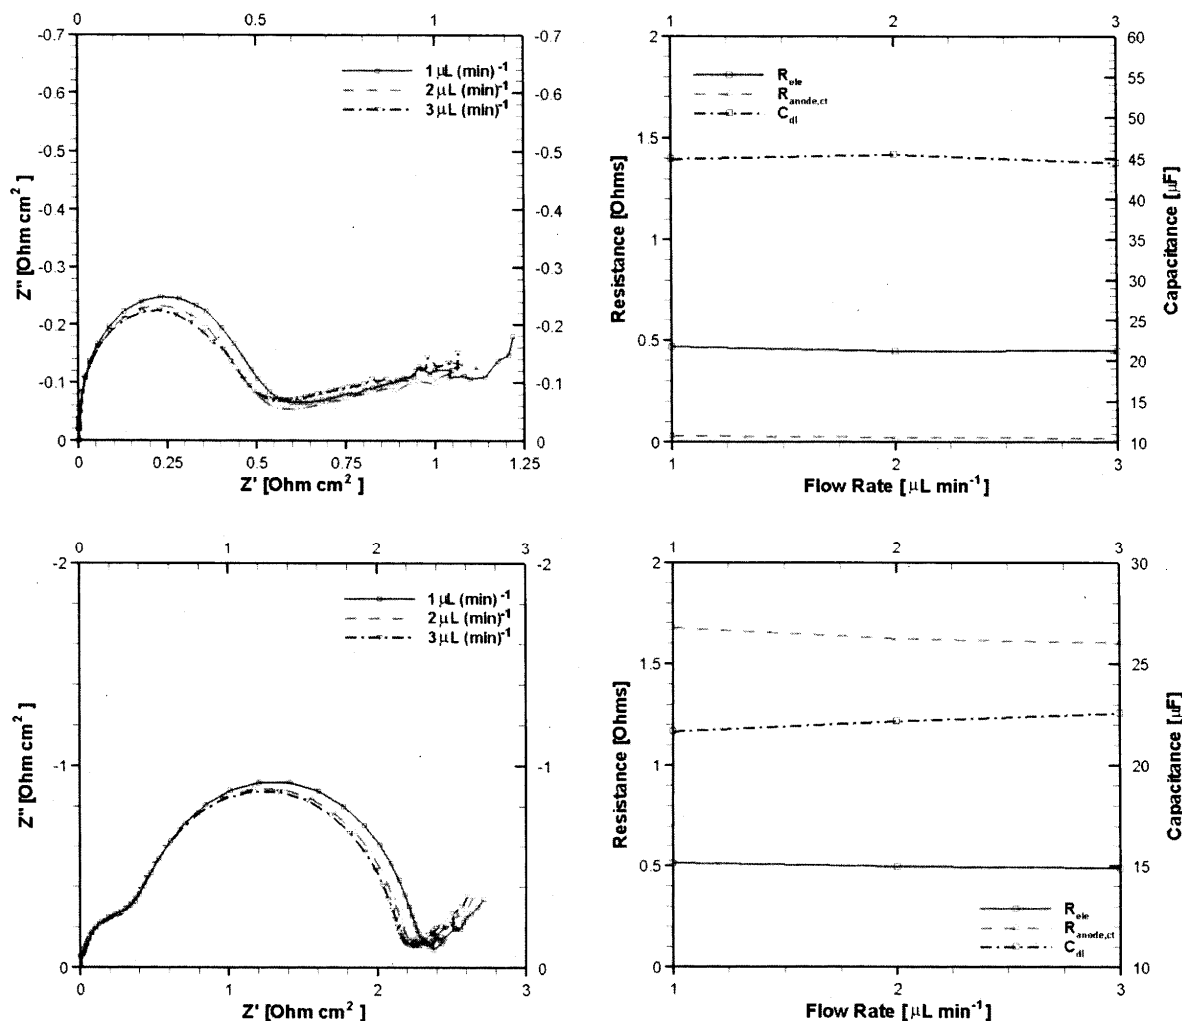 0 0.5 1
-0.7 -0.7
-0.6 -0.6
-0.5 -0.5
-0.4 -0.4
-0.3 -0.3
-0.2 -0.2
-0.1 -0.1
0 0
0 0.25 0.5 0.75 1 1.25
Z' [Ohm cm²]
Z'' [Ohm cm²]
1 μL (min)⁻¹
2 μL (min)⁻¹
3 μL (min)⁻¹
1 2 3
2 60
55
1.5 50
45
40
1 35
30
25
0.5 20
15
0 10
1 2 3
Flow Rate [μL min⁻¹]
Resistance [Ohms]
Capacitance [μF]
R_ele
R_anode,ct
C_dl
0 1 2 3
-2 -2
-1 -1
0 0
0 1 2 3
Z' [Ohm cm²]
Z'' [Ohm cm²]
1 μL (min)⁻¹
2 μL (min)⁻¹
3 μL (min)⁻¹
1 2 3
2 30
1.5 25
1 20
0.5 15
0 10
1 2 3
Flow Rate [μL min⁻¹]
Resistance [Ohms]
Capacitance [μF]
R_ele
R_anode,ct
C_dl